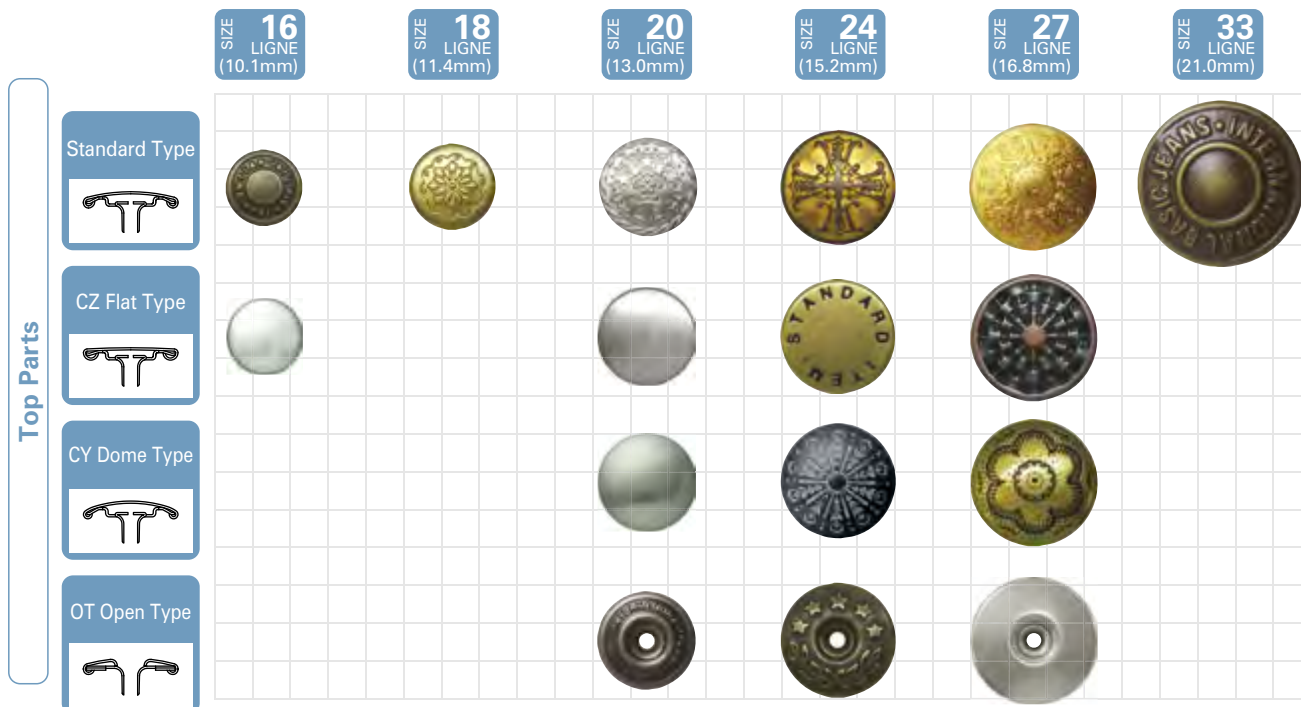 SIZE 16 LIGNE (10.1mm)
SIZE 18 LIGNE (11.4mm)
SIZE 20 LIGNE (13.0mm)
SIZE 24 LIGNE (15.2mm)
SIZE 27 LIGNE (16.8mm)
SIZE 33 LIGNE (21.0mm)
Top Parts
Standard Type
JEANS • INTERNATIONAL BASIC
CZ Flat Type
STANDARD ITEM
CY Dome Type
OT Open Type